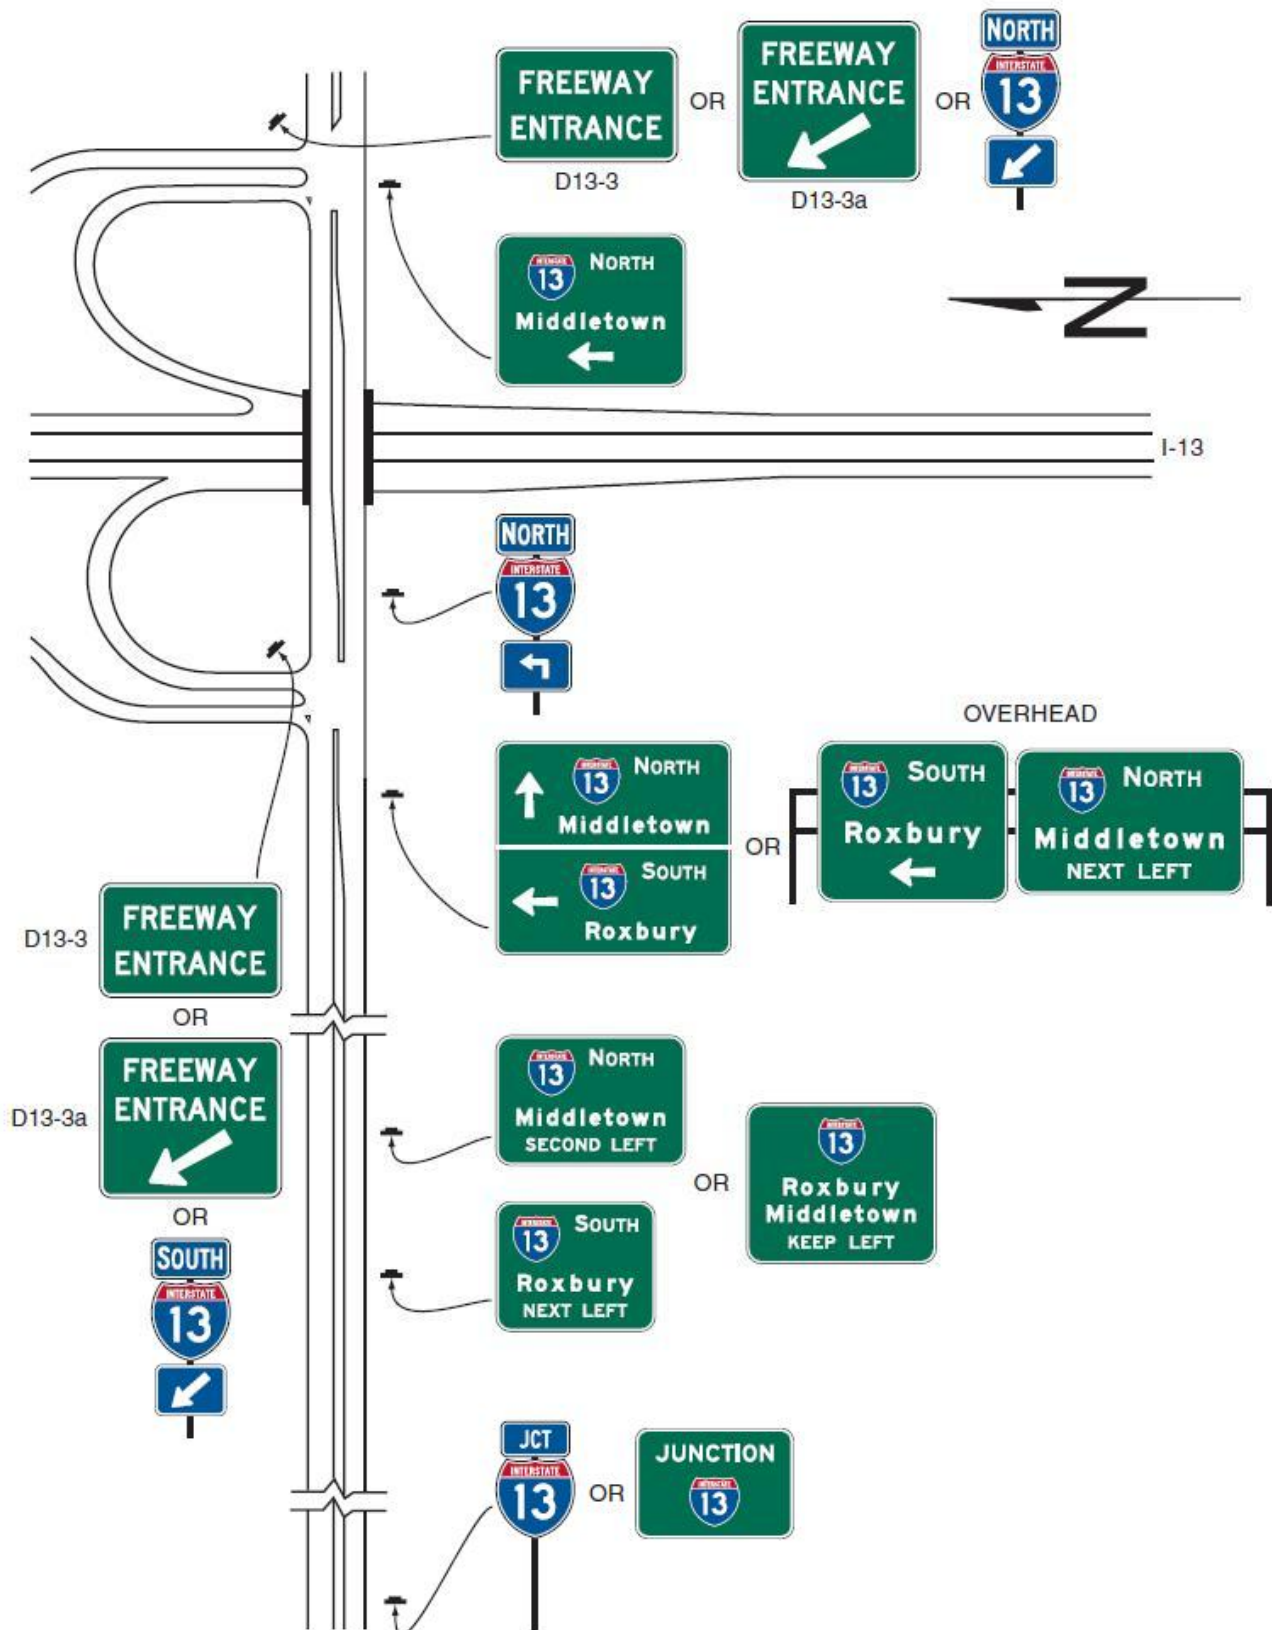 FREEWAY
ENTRANCE
D13-3
OR
FREEWAY
ENTRANCE
D13-3a
OR
NORTH
INTERSTATE
13
INTERSTATE
13 NORTH
Middletown
N
I-13
NORTH
INTERSTATE
13
INTERSTATE
13 NORTH
Middletown
INTERSTATE
13 SOUTH
Roxbury
OR
OVERHEAD
INTERSTATE
13 SOUTH
Roxbury
INTERSTATE
13 NORTH
Middletown
NEXT LEFT
D13-3
FREEWAY
ENTRANCE
OR
D13-3a
FREEWAY
ENTRANCE
OR
SOUTH
INTERSTATE
13
INTERSTATE
13 NORTH
Middletown
SECOND LEFT
INTERSTATE
13 SOUTH
Roxbury
NEXT LEFT
OR
INTERSTATE
13
Roxbury
Middletown
KEEP LEFT
JCT
INTERSTATE
13
OR
JUNCTION
INTERSTATE
13